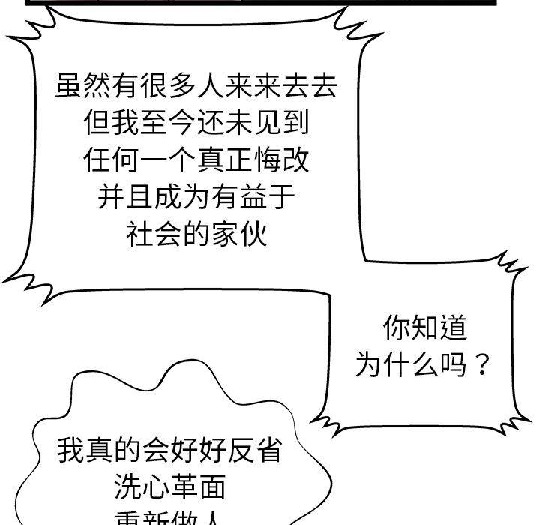 虽然有很多人来来去去
但我至今还未见到
任何一个真正悔改
并且成为有益于
社会的家伙
你知道
为什么吗？
我真的会好好反省
洗心革面
重新做人